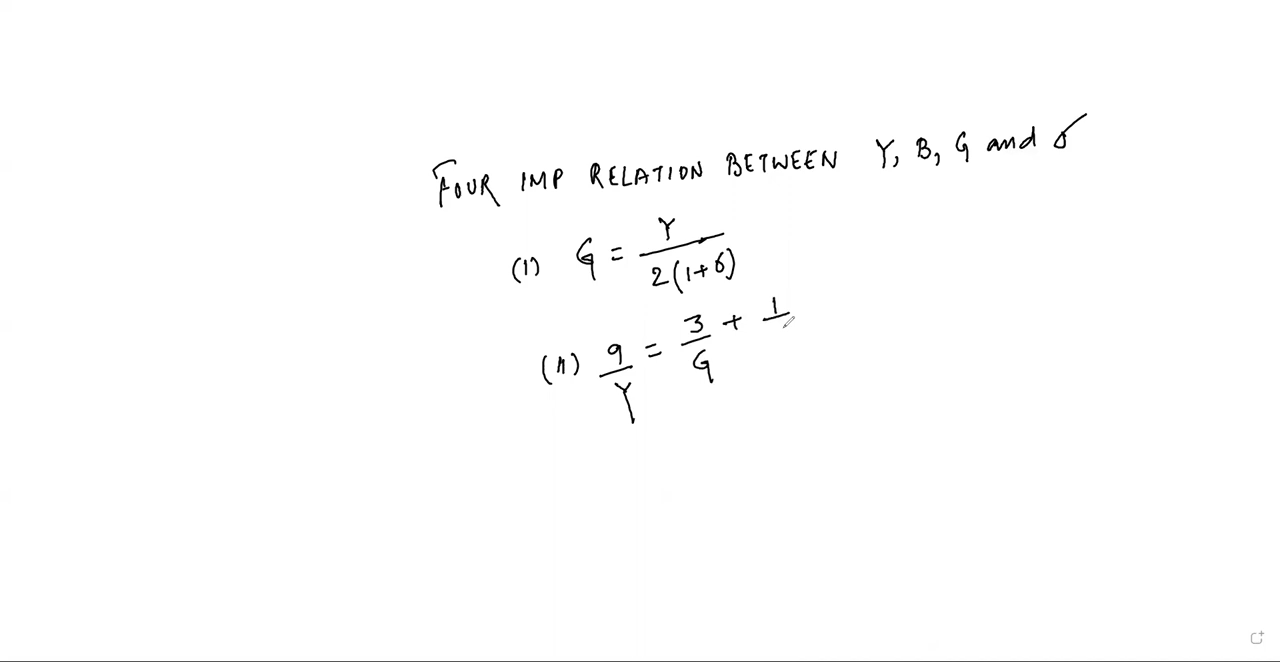 FOUR IMP RELATION BETWEEN Y, B, G and σ
(I) G = Y / 2(1+σ)
(II) 9/Y = 3/G + 1/